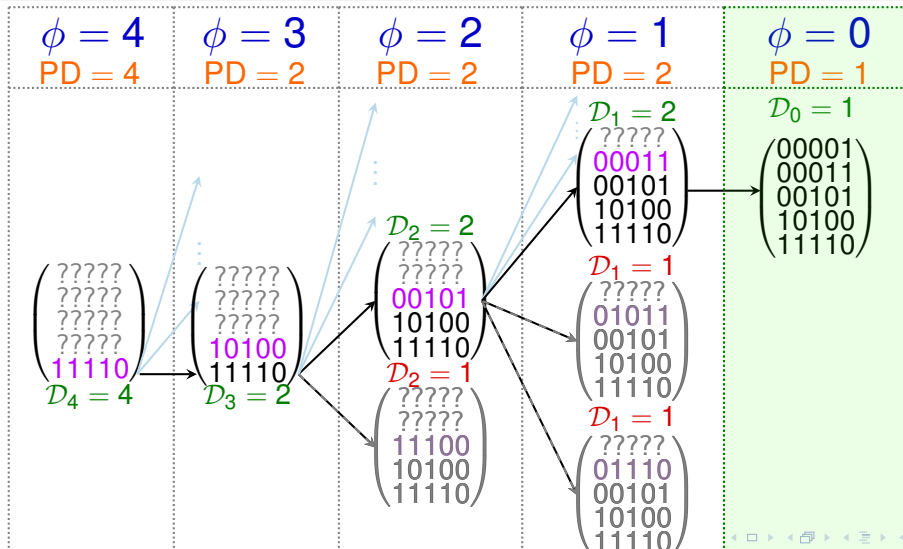 ϕ = 4
PD = 4
ϕ = 3
PD = 2
ϕ = 2
PD = 2
ϕ = 1
PD = 2
ϕ = 0
PD = 1
?????
?????
?????
?????
11110
𝒟₄ = 4
?????
?????
?????
10100
11110
𝒟₃ = 2
𝒟₂ = 2
?????
?????
00101
10100
11110
𝒟₂ = 1
?????
?????
11100
10100
11110
𝒟₁ = 2
?????
00011
00101
10100
11110
𝒟₁ = 1
?????
01011
00101
10100
11110
𝒟₁ = 1
?????
01110
00101
10100
11110
𝒟₀ = 1
00001
00011
00101
10100
11110